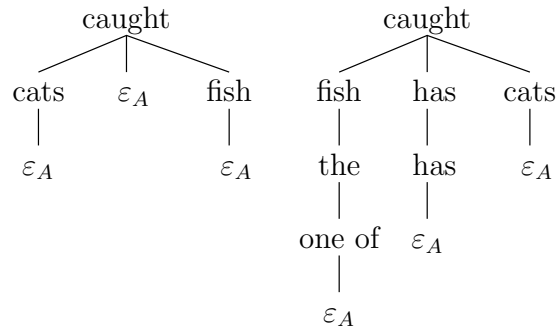 caught caught
cats ε_A fish fish has cats
ε_A ε_A the has ε_A
one of ε_A
ε_A